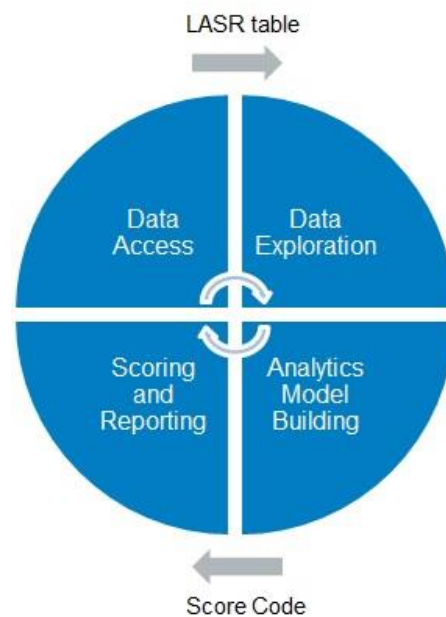 LASR table
Data
Access
Data
Exploration
Scoring
and
Reporting
Analytics
Model
Building
Score Code